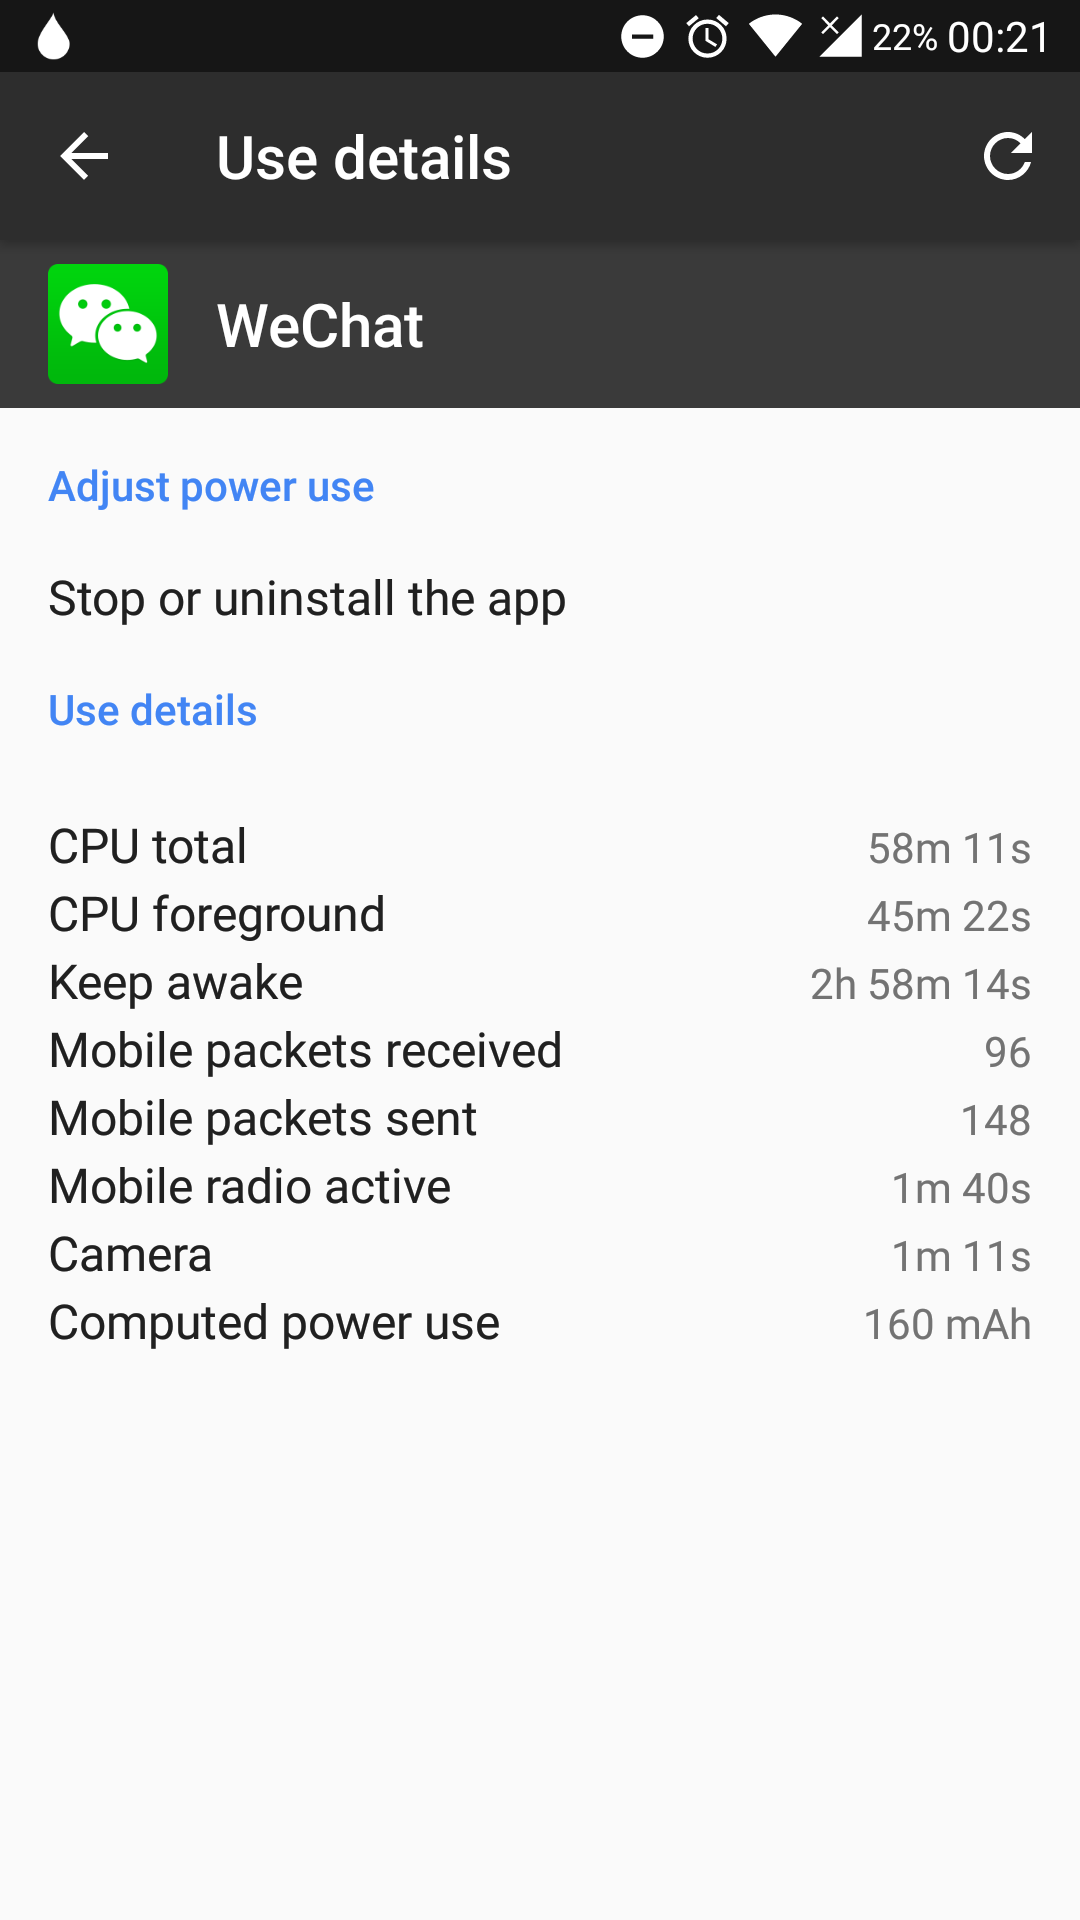 22% 00:21
Use details
WeChat
Adjust power use
Stop or uninstall the app
Use details
CPU total 58m 11s
CPU foreground 45m 22s
Keep awake 2h 58m 14s
Mobile packets received 96
Mobile packets sent 148
Mobile radio active 1m 40s
Camera 1m 11s
Computed power use 160 mAh